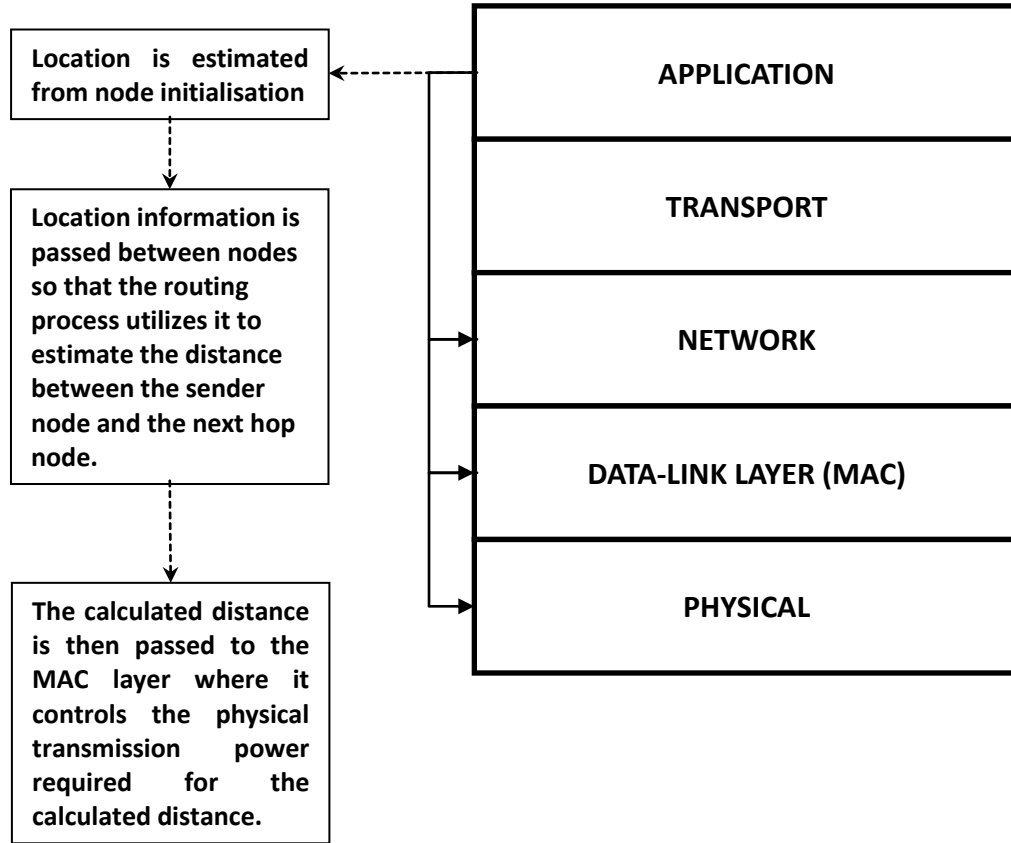 Location is estimated
from node initialisation
Location information is
passed between nodes
so that the routing
process utilizes it to
estimate the distance
between the sender
node and the next hop
node.
The calculated distance
is then passed to the
MAC layer where it
controls the physical
transmission power
required for the
calculated distance.
APPLICATION
TRANSPORT
NETWORK
DATA-LINK LAYER (MAC)
PHYSICAL